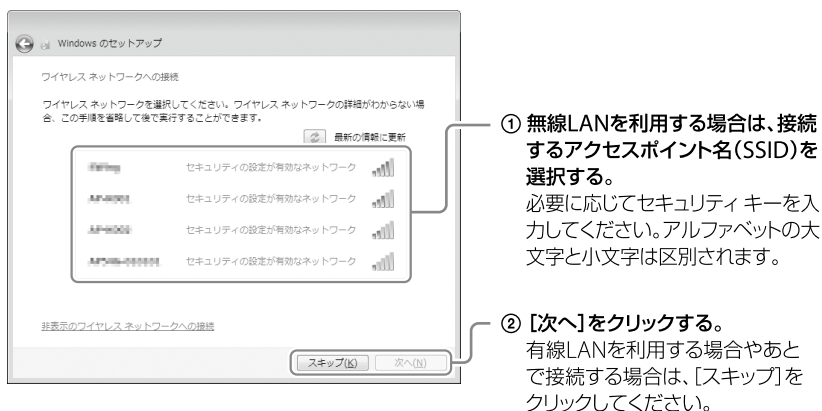 Windows のセットアップ
ワイヤレス ネットワークへの接続
ワイヤレス ネットワークを選択してください。ワイヤレス ネットワークの詳細がわからない場
合、この手順を省略して後で実行することができます。
最新の情報に更新
セキュリティの設定が有効なネットワーク
セキュリティの設定が有効なネットワーク
セキュリティの設定が有効なネットワーク
セキュリティの設定が有効なネットワーク
非表示のワイヤレス ネットワークへの接続
スキップ(K) 次へ(N)
① 無線LANを利用する場合は、接続
するアクセスポイント名(SSID)を
選択する。
必要に応じてセキュリティ キーを入
力してください。アルファベットの大
文字と小文字は区別されます。
② [次へ]をクリックする。
有線LANを利用する場合やあと
で接続する場合は、[スキップ]を
クリックしてください。